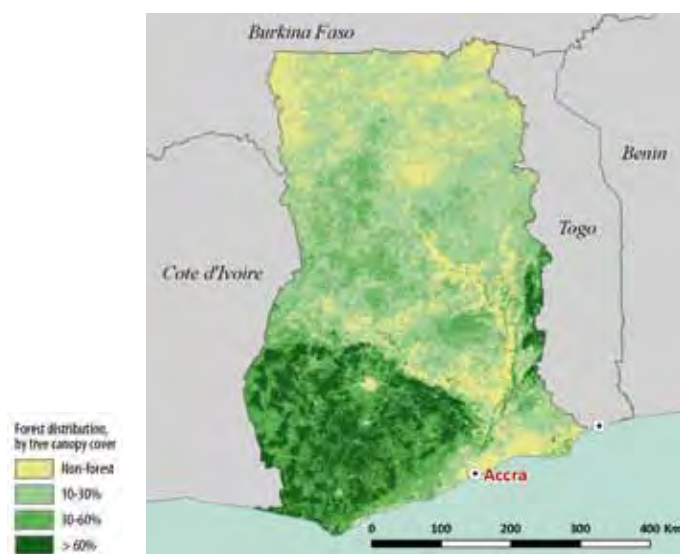 Burkina Faso
Benin
Togo
Cote d'Ivoire
Accra
Forest distribution,
by tree canopy cover
Non-forest
10-30%
30-60%
> 60%
0 100 200 300 400 Km